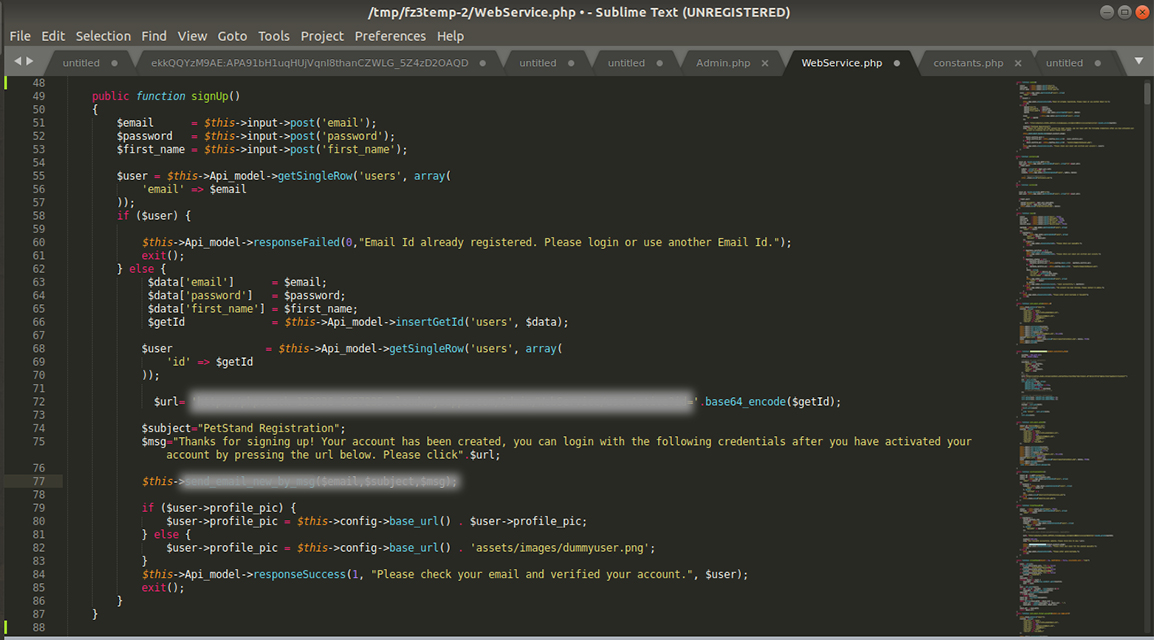 /tmp/fz3temp-2/WebService.php • - Sublime Text (UNREGISTERED)
File Edit Selection Find View Goto Tools Project Preferences Help
untitled ekkQQYzM9AE:APA91bH1uqHUjVqnI8thanCZWLG_5Z4zD2OAQD untitled untitled Admin.php WebService.php constants.php untitled
48
49 public function signUp()
50 {
51 $email = $this->input->post('email');
52 $password = $this->input->post('password');
53 $first_name = $this->input->post('first_name');
54
55 $user = $this->Api_model->getSingleRow('users', array(
56 'email' => $email
57 ));
58 if ($user) {
59
60 $this->Api_model->responseFailed(0,"Email Id already registered. Please login or use another Email Id.");
61 exit();
62 } else {
63 $data['email'] = $email;
64 $data['password'] = $password;
65 $data['first_name'] = $first_name;
66 $getId = $this->Api_model->insertGetId('users', $data);
67
68 $user = $this->Api_model->getSingleRow('users', array(
69 'id' => $getId
70 ));
71
72 $url= =".base64_encode($getId);
73
74 $subject="PetStand Registration";
75 $msg="Thanks for signing up! Your account has been created, you can login with the following credentials after you have activated your
account by pressing the url below. Please click".$url;
76
77 $this->send_email_new_by_msg($email,$subject,$msg);
78
79 if ($user->profile_pic) {
80 $user->profile_pic = $this->config->base_url() . $user->profile_pic;
81 } else {
82 $user->profile_pic = $this->config->base_url() . 'assets/images/dummyuser.png';
83 }
84 $this->Api_model->responseSuccess(1, "Please check your email and verified your account.", $user);
85 exit();
86 }
87 }
88